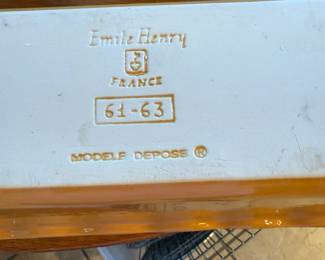 Emile Henry
FRANCE
61-63
MODELE DEPOSE ®